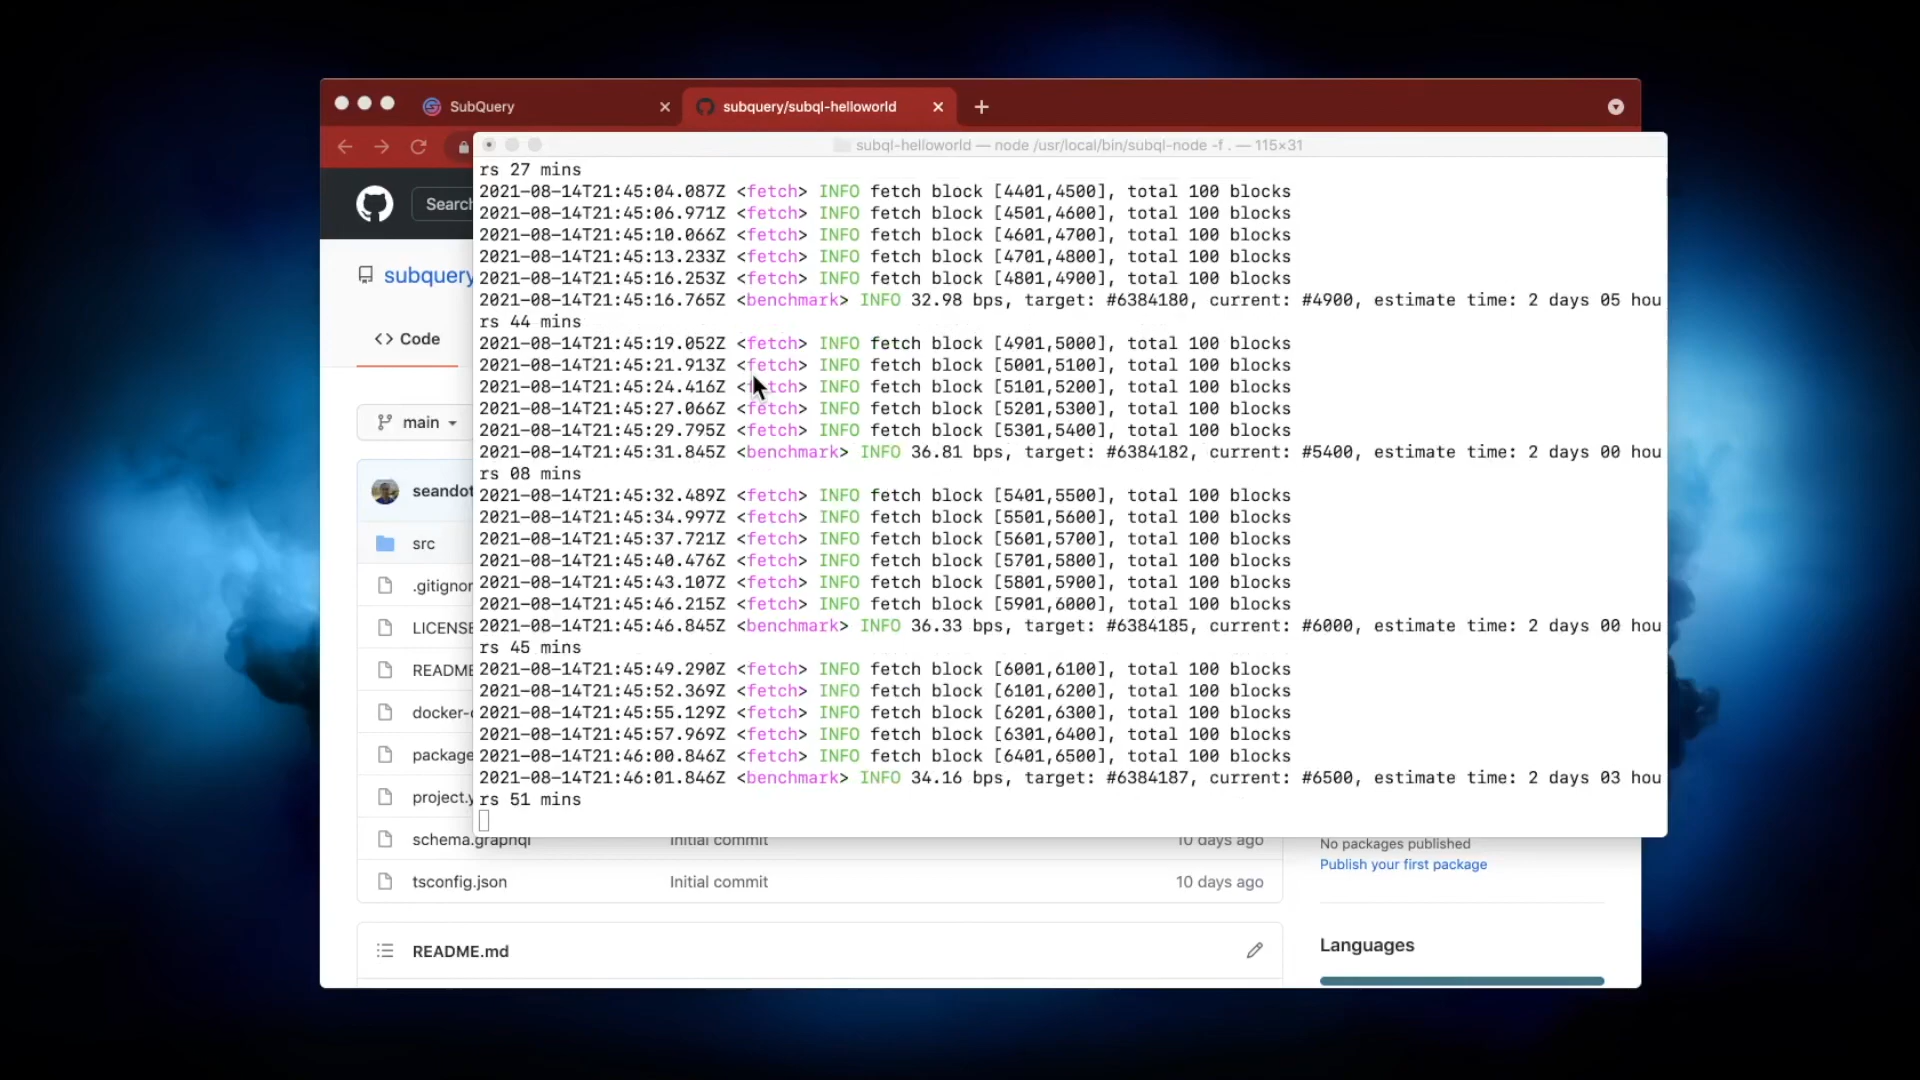 SubQuery
subquery/subql-helloworld
subql-helloworld — node /usr/local/bin/subql-node -f . — 115×31
rs 27 mins
2021-08-14T21:45:04.087Z <fetch> INFO fetch block [4401,4500], total 100 blocks
2021-08-14T21:45:06.971Z <fetch> INFO fetch block [4501,4600], total 100 blocks
2021-08-14T21:45:10.066Z <fetch> INFO fetch block [4601,4700], total 100 blocks
2021-08-14T21:45:13.233Z <fetch> INFO fetch block [4701,4800], total 100 blocks
2021-08-14T21:45:16.253Z <fetch> INFO fetch block [4801,4900], total 100 blocks
2021-08-14T21:45:16.765Z <benchmark> INFO 32.98 bps, target: #6384180, current: #4900, estimate time: 2 days 05 hou
rs 44 mins
2021-08-14T21:45:19.052Z <fetch> INFO fetch block [4901,5000], total 100 blocks
2021-08-14T21:45:21.913Z <fetch> INFO fetch block [5001,5100], total 100 blocks
2021-08-14T21:45:24.416Z <fetch> INFO fetch block [5101,5200], total 100 blocks
2021-08-14T21:45:27.066Z <fetch> INFO fetch block [5201,5300], total 100 blocks
2021-08-14T21:45:29.795Z <fetch> INFO fetch block [5301,5400], total 100 blocks
2021-08-14T21:45:31.845Z <benchmark> INFO 36.81 bps, target: #6384182, current: #5400, estimate time: 2 days 00 hou
rs 08 mins
2021-08-14T21:45:32.489Z <fetch> INFO fetch block [5401,5500], total 100 blocks
2021-08-14T21:45:34.997Z <fetch> INFO fetch block [5501,5600], total 100 blocks
2021-08-14T21:45:37.721Z <fetch> INFO fetch block [5601,5700], total 100 blocks
2021-08-14T21:45:40.476Z <fetch> INFO fetch block [5701,5800], total 100 blocks
2021-08-14T21:45:43.107Z <fetch> INFO fetch block [5801,5900], total 100 blocks
2021-08-14T21:45:46.215Z <fetch> INFO fetch block [5901,6000], total 100 blocks
2021-08-14T21:45:46.845Z <benchmark> INFO 36.33 bps, target: #6384185, current: #6000, estimate time: 2 days 00 hou
rs 45 mins
2021-08-14T21:45:49.290Z <fetch> INFO fetch block [6001,6100], total 100 blocks
2021-08-14T21:45:52.369Z <fetch> INFO fetch block [6101,6200], total 100 blocks
2021-08-14T21:45:55.129Z <fetch> INFO fetch block [6201,6300], total 100 blocks
2021-08-14T21:45:57.969Z <fetch> INFO fetch block [6301,6400], total 100 blocks
2021-08-14T21:46:00.846Z <fetch> INFO fetch block [6401,6500], total 100 blocks
2021-08-14T21:46:01.846Z <benchmark> INFO 34.16 bps, target: #6384187, current: #6500, estimate time: 2 days 03 hou
rs 51 mins
Search
subquery
<> Code
main
seandot
src
.gitignor
LICENSE
README
docker-c
package
project.y
schema.graphql Initial commit 10 days ago
tsconfig.json Initial commit 10 days ago
README.md
No packages published
Publish your first package
Languages